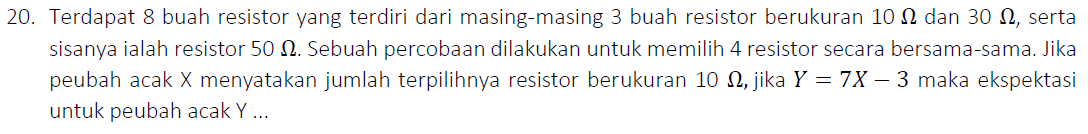 20. Terdapat 8 buah resistor yang terdiri dari masing-masing 3 buah resistor berukuran 10 Ω dan 30 Ω, serta
sisanya ialah resistor 50 Ω. Sebuah percobaan dilakukan untuk memilih 4 resistor secara bersama-sama. Jika
peubah acak X menyatakan jumlah terpilihnya resistor berukuran 10 Ω, jika Y = 7X − 3 maka ekspektasi
untuk peubah acak Y ...